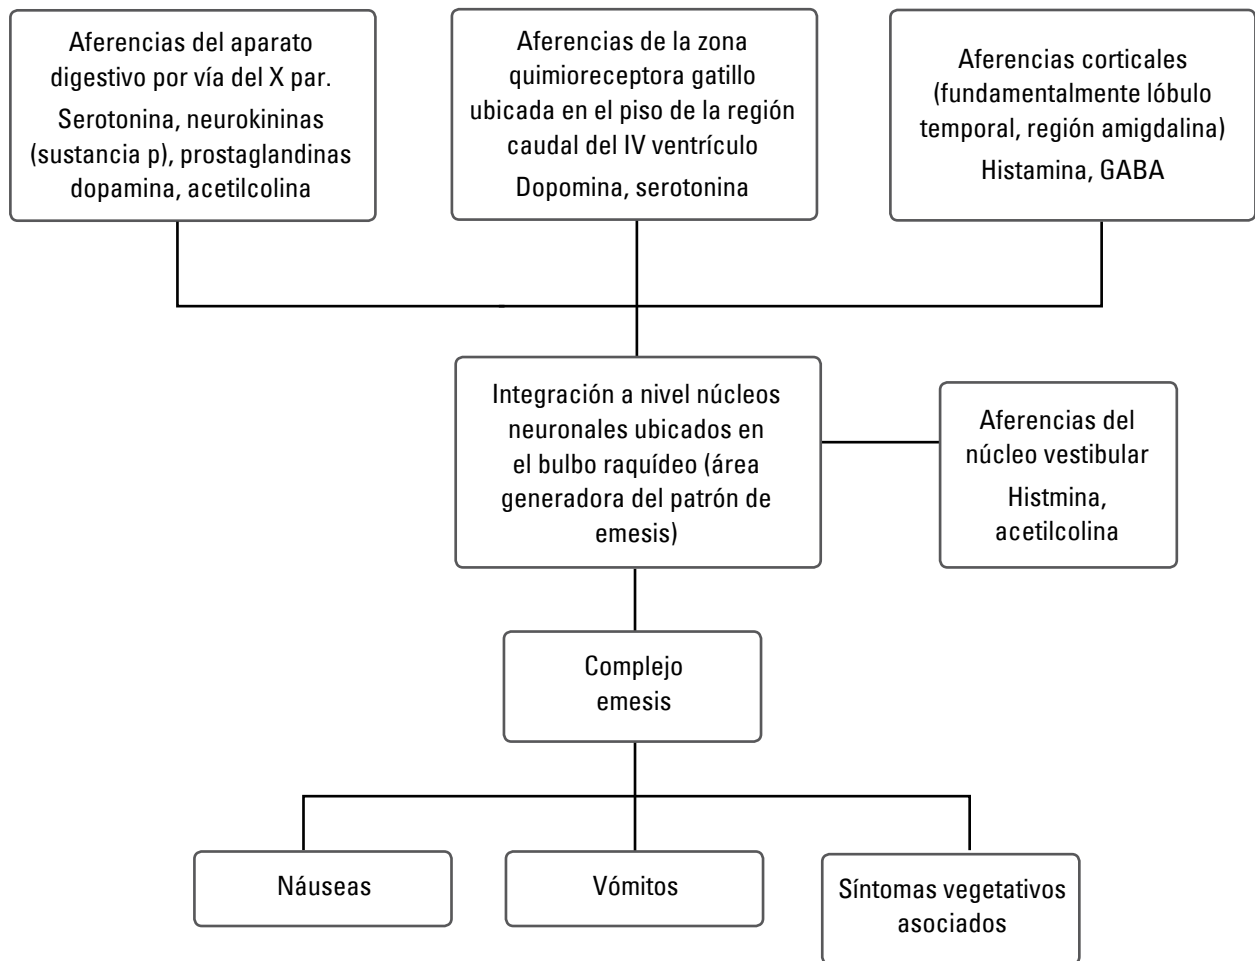 Aferencias del aparato
digestivo por vía del X par.
Serotonina, neurokininas
(sustancia p), prostaglandinas
dopamina, acetilcolina
Aferencias de la zona
quimioreceptora gatillo
ubicada en el piso de la región
caudal del IV ventrículo
Dopomina, serotonina
Aferencias corticales
(fundamentalmente lóbulo
temporal, región amigdalina)
Histamina, GABA
Integración a nivel núcleos
neuronales ubicados en
el bulbo raquídeo (área
generadora del patrón de
emesis)
Aferencias del
núcleo vestibular
Histmina,
acetilcolina
Complejo
emesis
Náuseas
Vómitos
Síntomas vegetativos
asociados